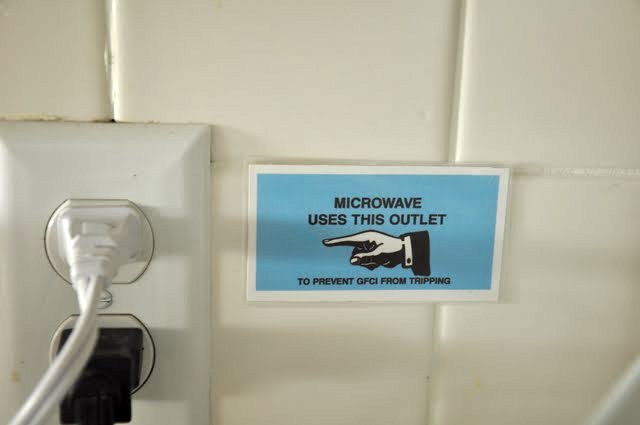 MICROWAVE
USES THIS OUTLET
TO PREVENT GFCI FROM TRIPPING